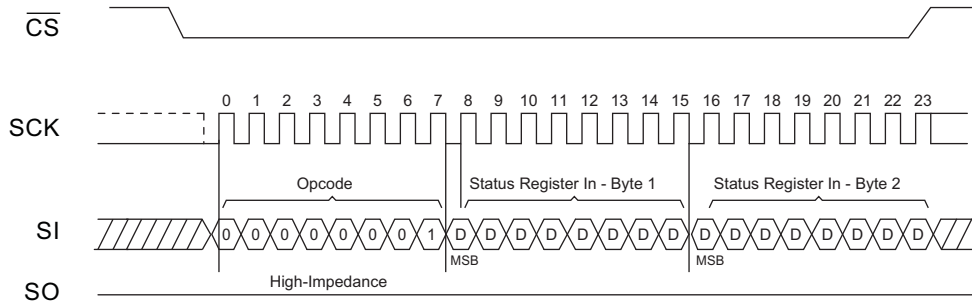 CS
0 1 2 3 4 5 6 7 8 9 10 11 12 13 14 15 16 17 18 19 20 21 22 23
SCK
Opcode Status Register In - Byte 1 Status Register In - Byte 2
SI 0 0 0 0 0 0 0 1 D D D D D D D D D D D D D D D D
MSB MSB
High-Impedance
SO